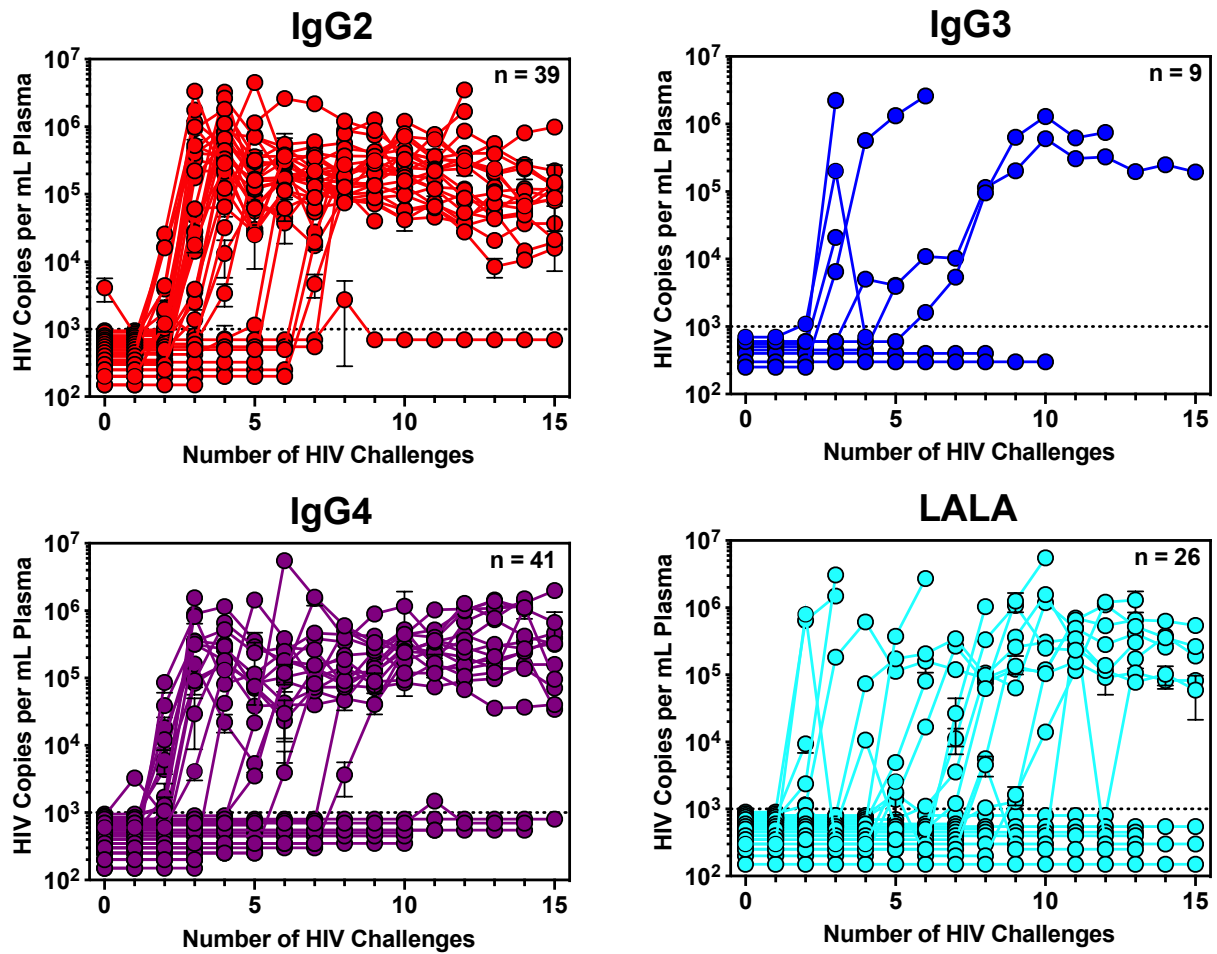 IgG2
n = 39
HIV Copies per mL Plasma
10^7
10^6
10^5
10^4
10^3
10^2
0 5 10 15
Number of HIV Challenges
IgG3
n = 9
HIV Copies per mL Plasma
10^7
10^6
10^5
10^4
10^3
10^2
0 5 10 15
Number of HIV Challenges
IgG4
n = 41
HIV Copies per mL Plasma
10^7
10^6
10^5
10^4
10^3
10^2
0 5 10 15
Number of HIV Challenges
LALA
n = 26
HIV Copies per mL Plasma
10^7
10^6
10^5
10^4
10^3
10^2
0 5 10 15
Number of HIV Challenges